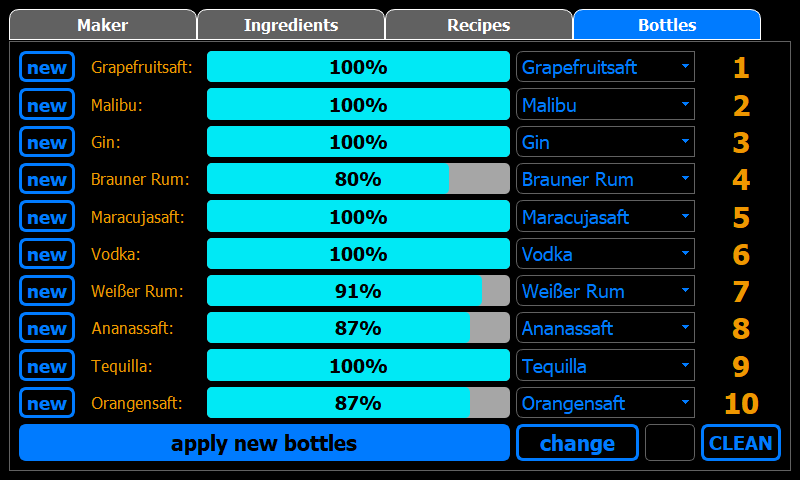 Maker Ingredients Recipes Bottles
new Grapefruitsaft: 100% Grapefruitsaft 1
new Malibu: 100% Malibu 2
new Gin: 100% Gin 3
new Brauner Rum: 80% Brauner Rum 4
new Maracujasaft: 100% Maracujasaft 5
new Vodka: 100% Vodka 6
new Weißer Rum: 91% Weißer Rum 7
new Ananassaft: 87% Ananassaft 8
new Tequilla: 100% Tequilla 9
new Orangensaft: 87% Orangensaft 10
apply new bottles change CLEAN